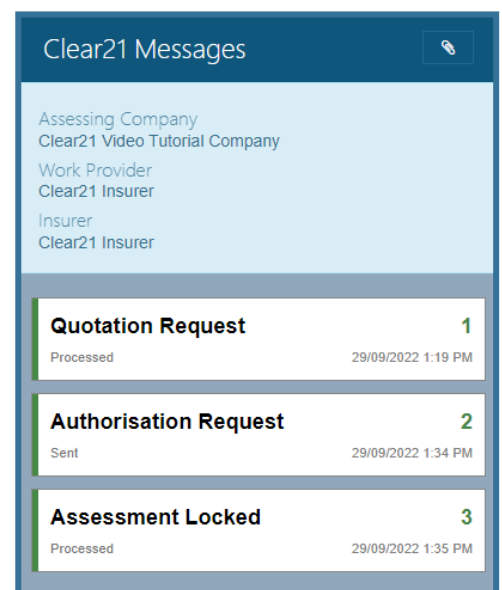 Clear21 Messages
Assessing Company
Clear21 Video Tutorial Company
Work Provider
Clear21 Insurer
Insurer
Clear21 Insurer
Quotation Request 1
Processed 29/09/2022 1:19 PM
Authorisation Request 2
Sent 29/09/2022 1:34 PM
Assessment Locked 3
Processed 29/09/2022 1:35 PM